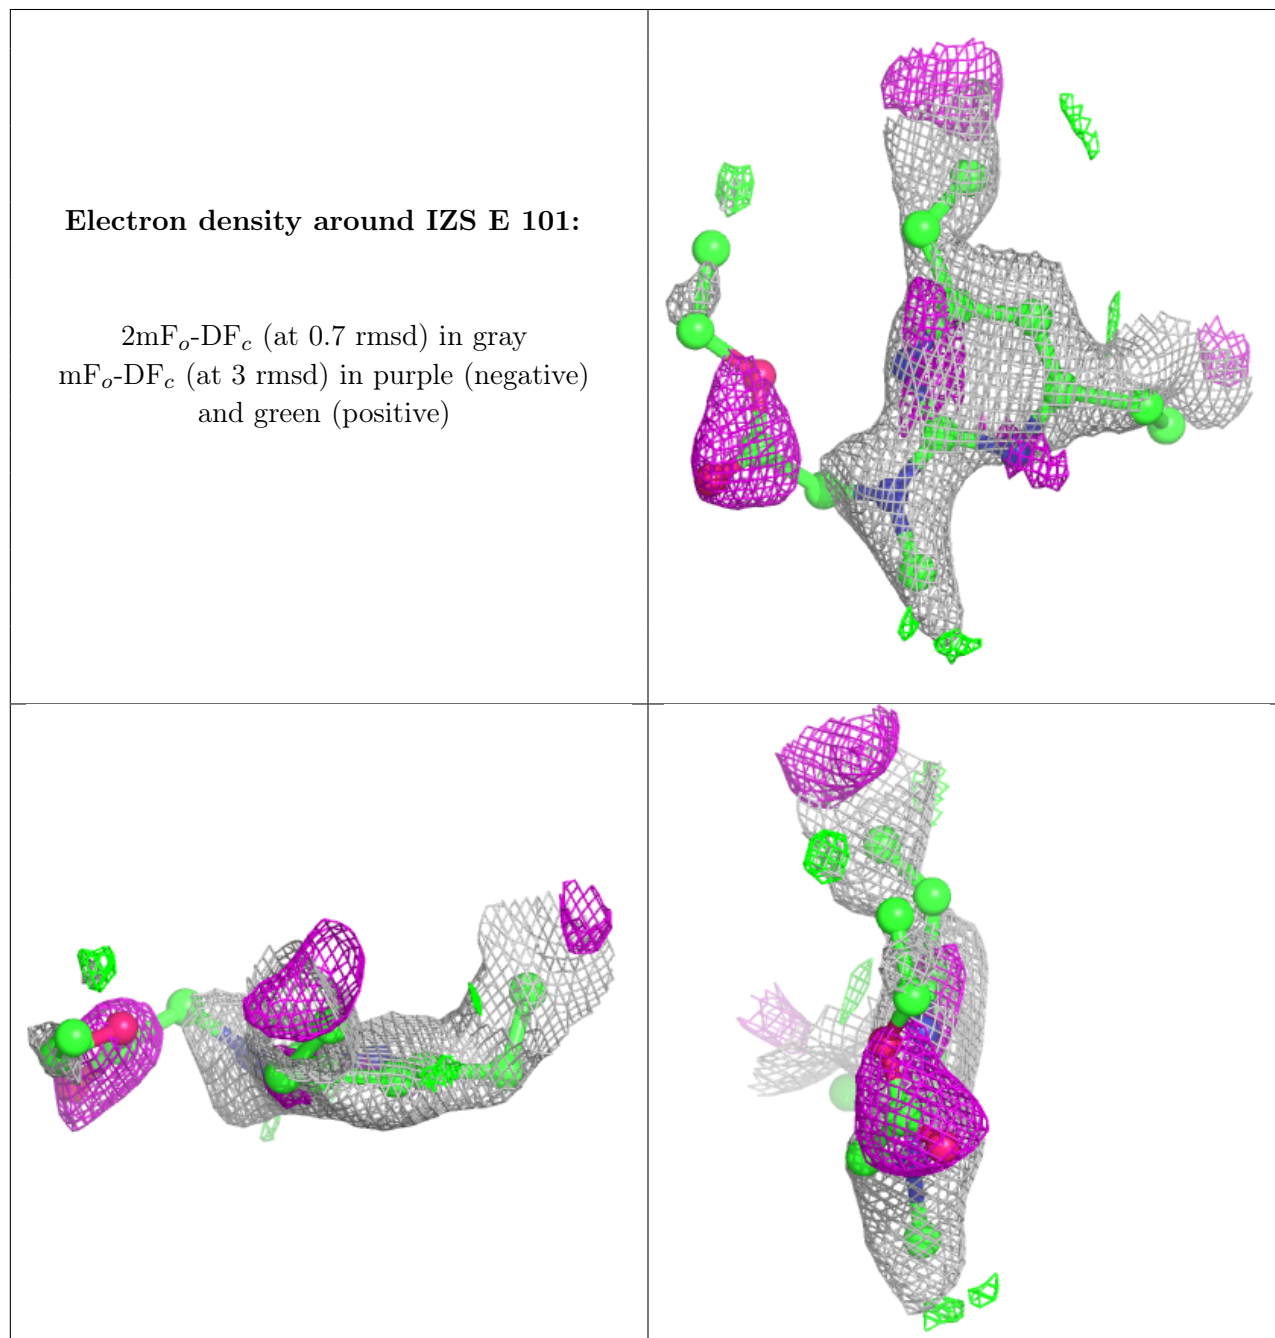 Electron density around IZS E 101:
2mFo-DFc (at 0.7 rmsd) in gray
mFo-DFc (at 3 rmsd) in purple (negative)
and green (positive)